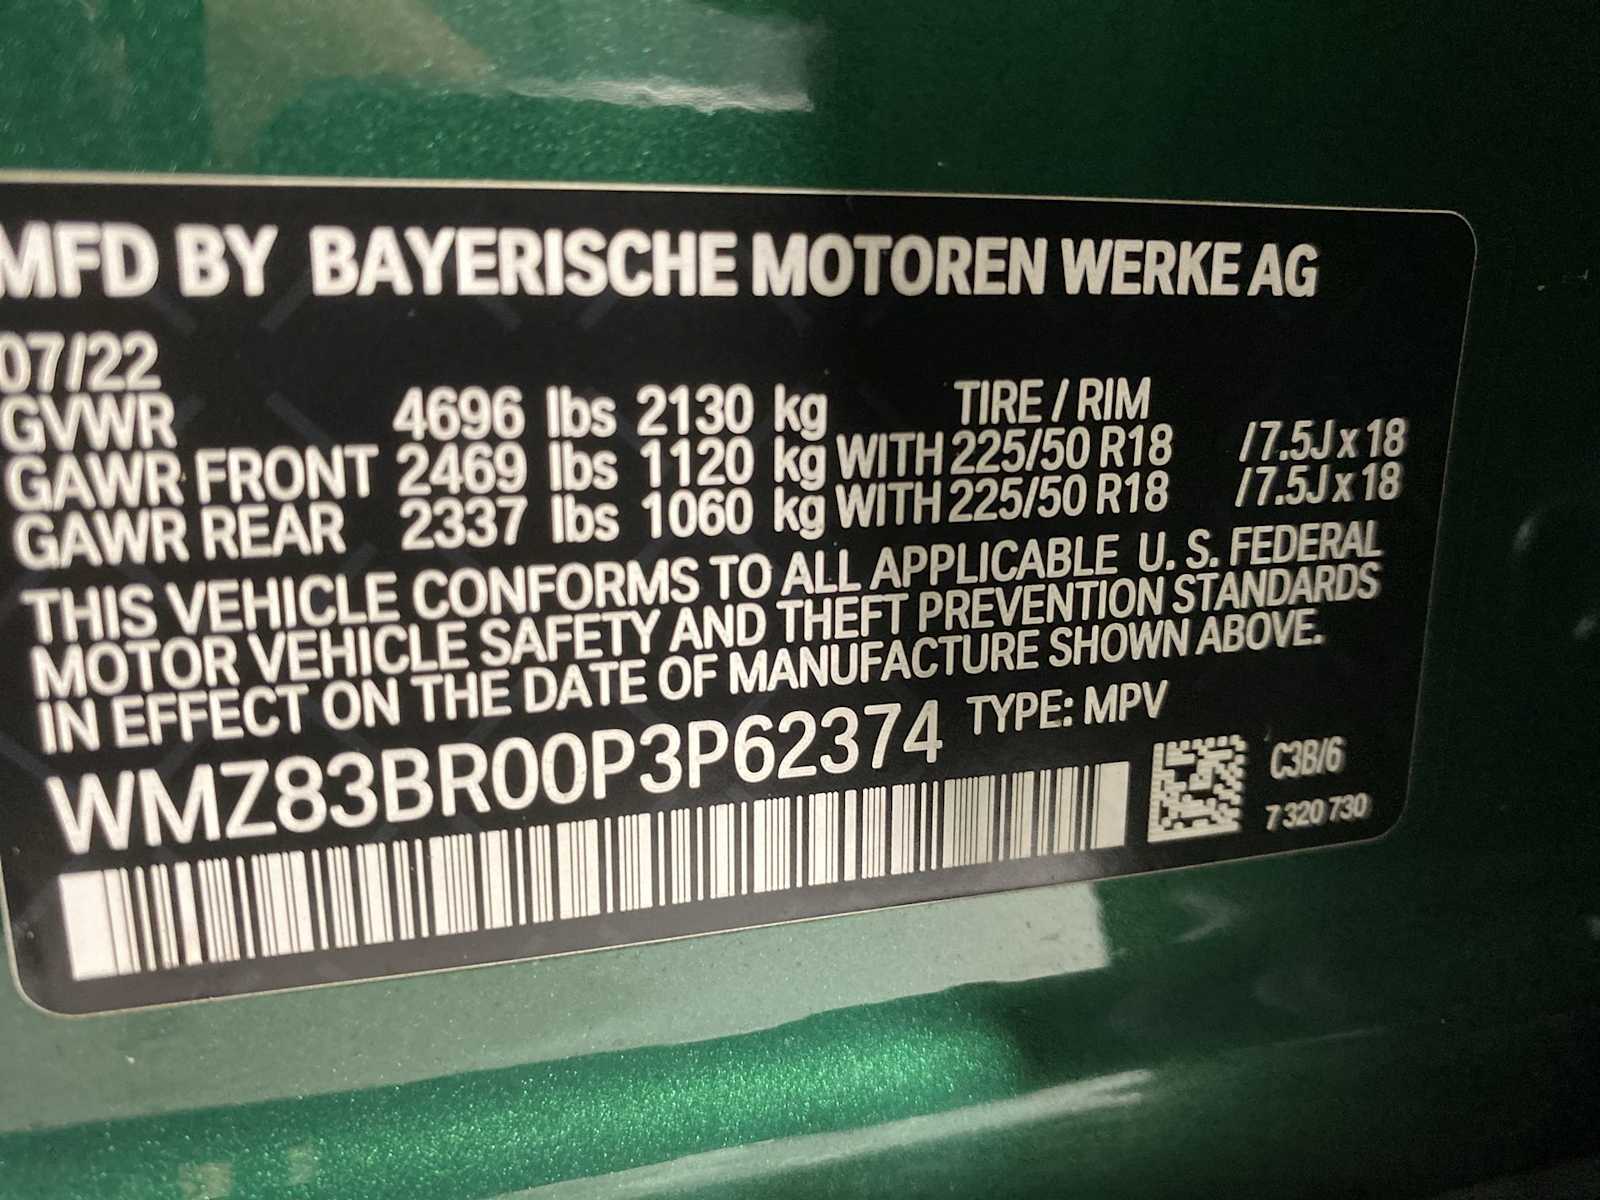 MFD BY BAYERISCHE MOTOREN WERKE AG
07/22
GVWR 4696 lbs 2130 kg TIRE / RIM
GAWR FRONT 2469 lbs 1120 kg WITH 225/50 R18 /7.5J x 18
GAWR REAR 2337 lbs 1060 kg WITH 225/50 R18 /7.5J x 18
THIS VEHICLE CONFORMS TO ALL APPLICABLE U. S. FEDERAL
MOTOR VEHICLE SAFETY AND THEFT PREVENTION STANDARDS
IN EFFECT ON THE DATE OF MANUFACTURE SHOWN ABOVE.
WMZ83BR00P3P62374 TYPE: MPV
C3B/6
7 320 730